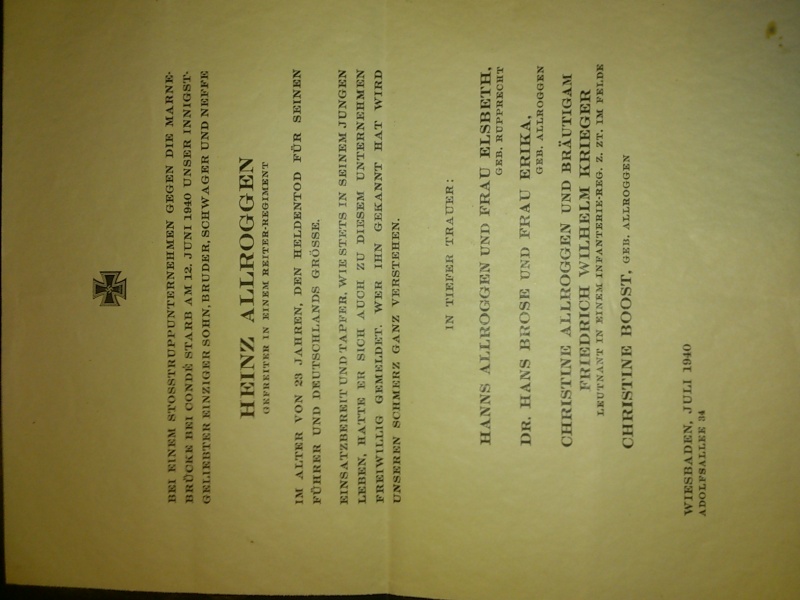 BEI EINEM STOSSTRUPPUNTERNEHMEN GEGEN DIE MARNE-
BRÜCKE BEI CONDÉ STARB AM 12. JUNI 1940 UNSER INNIGST-
GELIEBTER EINZIGER SOHN, BRUDER, SCHWAGER UND NEFFE
HEINZ ALLROGGEN
GEFREITER IN EINEM REITER-REGIMENT
IM ALTER VON 23 JAHREN, DEN HELDENTOD FÜR SEINEN
FÜHRER UND DEUTSCHLANDS GRÖSSE.
EINSATZBEREIT UND TAPFER, WIE STETS IN SEINEM JUNGEN
LEBEN, HATTE ER SICH AUCH ZU DIESEM UNTERNEHMEN
FREIWILLIG GEMELDET. WER IHN GEKANNT HAT WIRD
UNSEREN SCHMERZ GANZ VERSTEHEN.
IN TIEFER TRAUER:
HANNS ALLROGGEN UND FRAU ELSBETH,
GEB. RUPPRECHT
DR. HANS BROSE UND FRAU ERIKA,
GEB. ALLROGGEN
CHRISTINE ALLROGGEN UND BRÄUTIGAM
FRIEDRICH WILHELM KRIEGER
LEUTNANT IN EINEM INFANTERIE-REG. Z. ZT. IM FELDE
CHRISTINE BOOST, GEB. ALLROGGEN
WIESBADEN, JULI 1940
ADOLFSALLEE 34